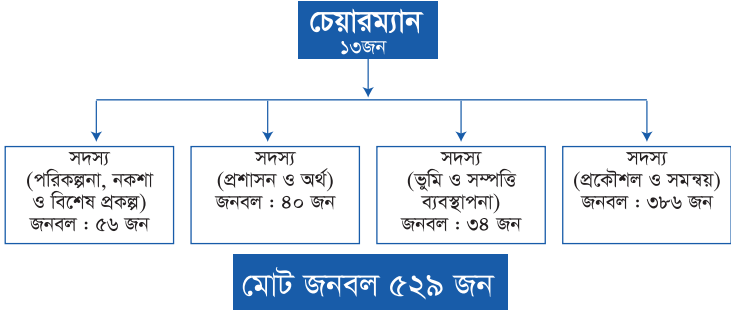 চেয়ারম্যান
১৩জন
সদস্য
(পরিকল্পনা, নকশা
ও বিশেষ প্রকল্প)
জনবল : ৫৬ জন
সদস্য
(প্রশাসন ও অর্থ)
জনবল : ৪০ জন
সদস্য
(ভুমি ও সম্পত্তি
ব্যবস্থাপনা)
জনবল : ৩৪ জন
সদস্য
(প্রকৌশল ও সমন্বয়)
জনবল : ৩৮৬ জন
মোট জনবল ৫২৯ জন